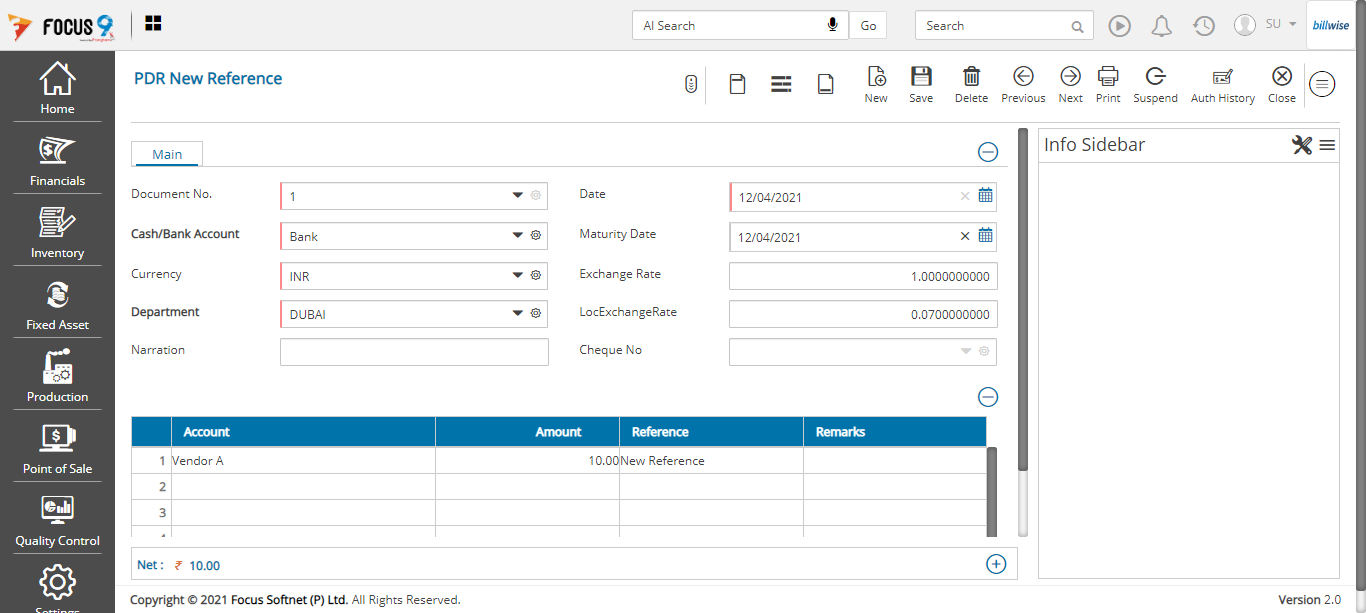 FOCUS 9
AI Search
Go
Search
SU
billwise
Home
Financials
Inventory
Fixed Asset
Production
Point of Sale
Quality Control
Settings
PDR New Reference
New
Save
Delete
Previous
Next
Print
Suspend
Auth History
Close
Main
Document No.
1
Date
12/04/2021
Cash/Bank Account
Bank
Maturity Date
12/04/2021
Currency
INR
Exchange Rate
1.0000000000
Department
DUBAI
LocExchangeRate
0.0700000000
Narration
Cheque No
Account Amount Reference Remarks
1 Vendor A 10.00 New Reference
2
3
Net : ₹ 10.00
Info Sidebar
Copyright © 2021 Focus Softnet (P) Ltd. All Rights Reserved.
Version 2.0